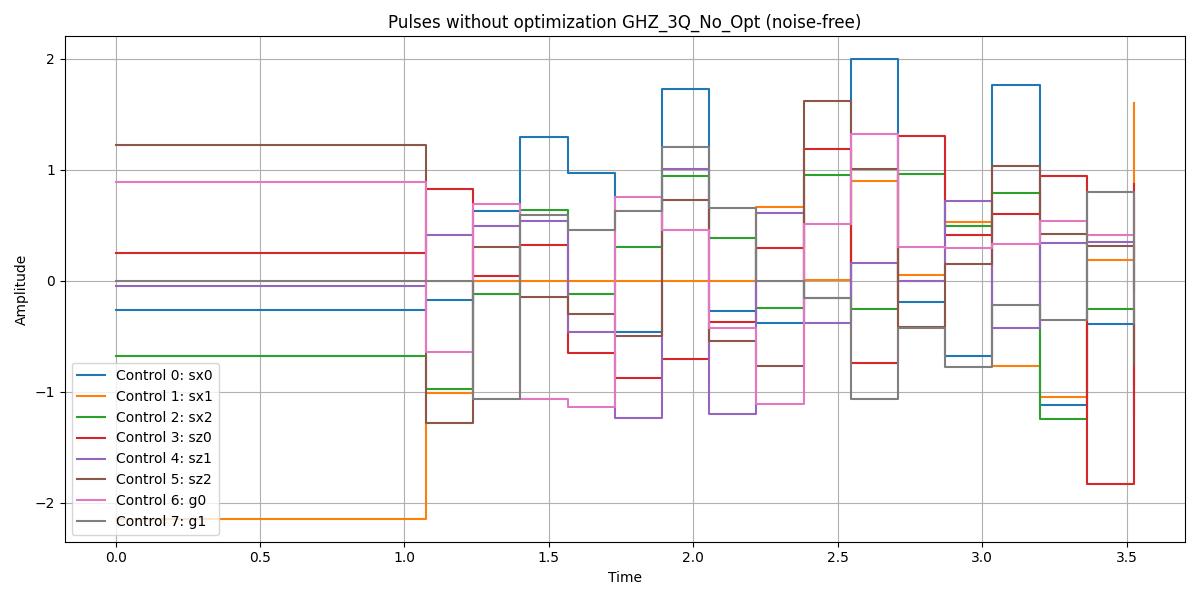 Pulses without optimization GHZ_3Q_No_Opt (noise-free)
2
1
0
−1
−2
Amplitude
Control 0: sx0
Control 1: sx1
Control 2: sx2
Control 3: sz0
Control 4: sz1
Control 5: sz2
Control 6: g0
Control 7: g1
0.0 0.5 1.0 1.5 2.0 2.5 3.0 3.5
Time